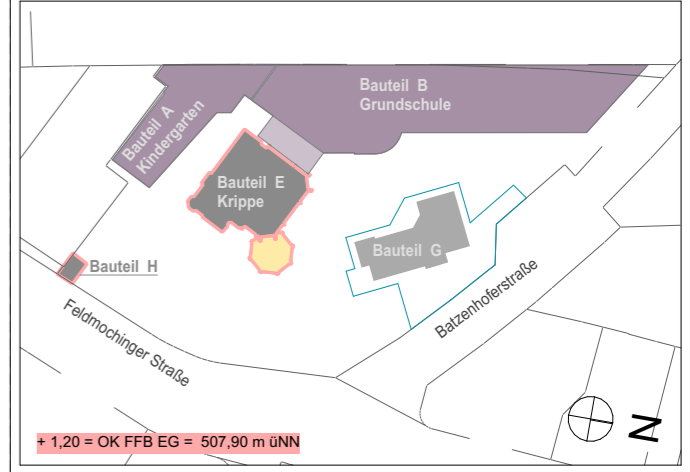 Bauteil B
Grundschule
Bauteil A
Kindergarten
Bauteil E
Krippe
Bauteil G
Bauteil H
Feldmochinger Straße
Batzenhoferstraße
+ 1,20 = OK FFB EG = 507,90 m üNN
N